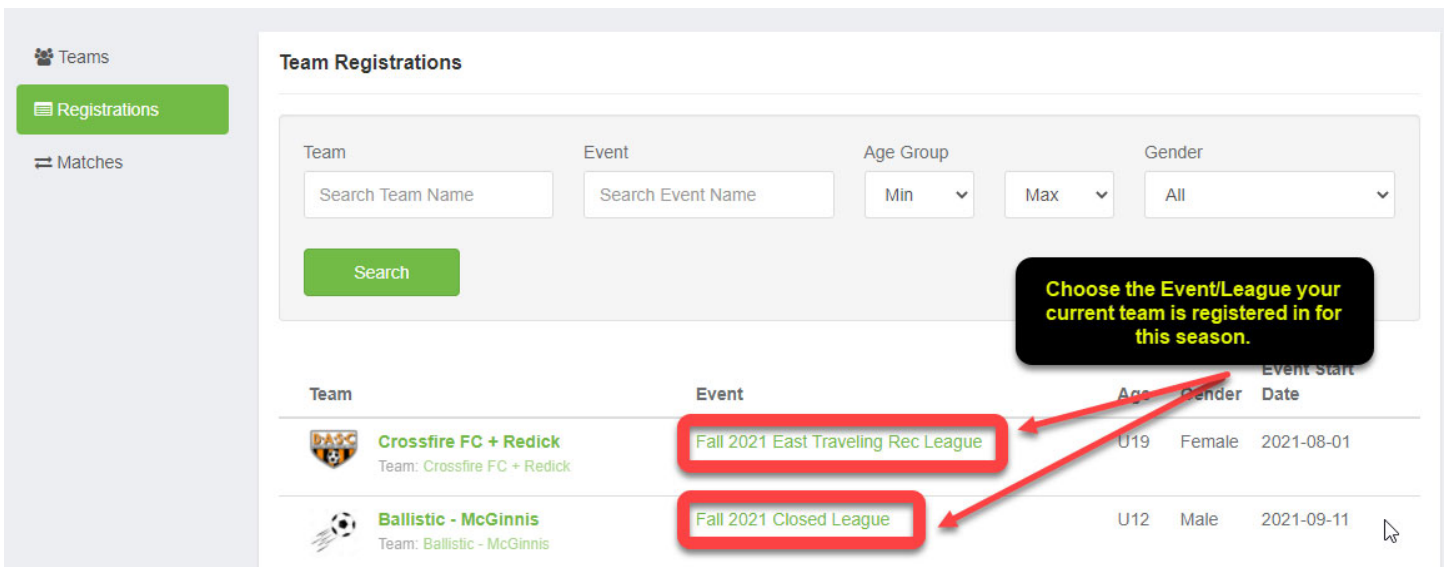 Teams
Registrations
Matches
Team Registrations
Team
Event
Age Group
Gender
Search Team Name
Search Event Name
Min
Max
All
Search
Choose the Event/League your
current team is registered in for
this season.
Team
Event
Age
Gender
Event Start
Date
DASC
Crossfire FC + Redick
Team: Crossfire FC + Redick
Fall 2021 East Traveling Rec League
U19
Female
2021-08-01
Ballistic - McGinnis
Team: Ballistic - McGinnis
Fall 2021 Closed League
U12
Male
2021-09-11